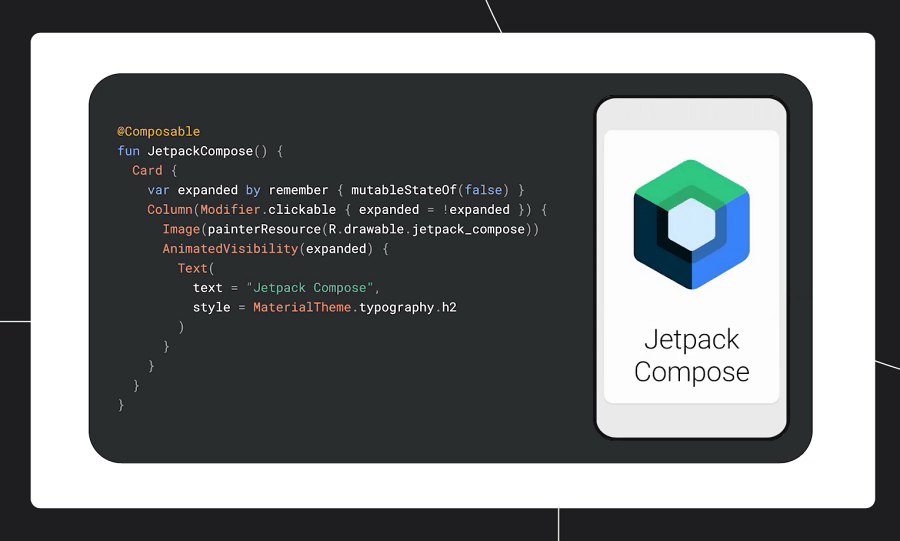 @Composable
fun JetpackCompose() {
  Card {
    var expanded by remember { mutableStateOf(false) }
    Column(Modifier.clickable { expanded = !expanded }) {
      Image(painterResource(R.drawable.jetpack_compose))
      AnimatedVisibility(expanded) {
        Text(
          text = "Jetpack Compose",
          style = MaterialTheme.typography.h2
        )
      }
    }
  }
}
Jetpack
Compose